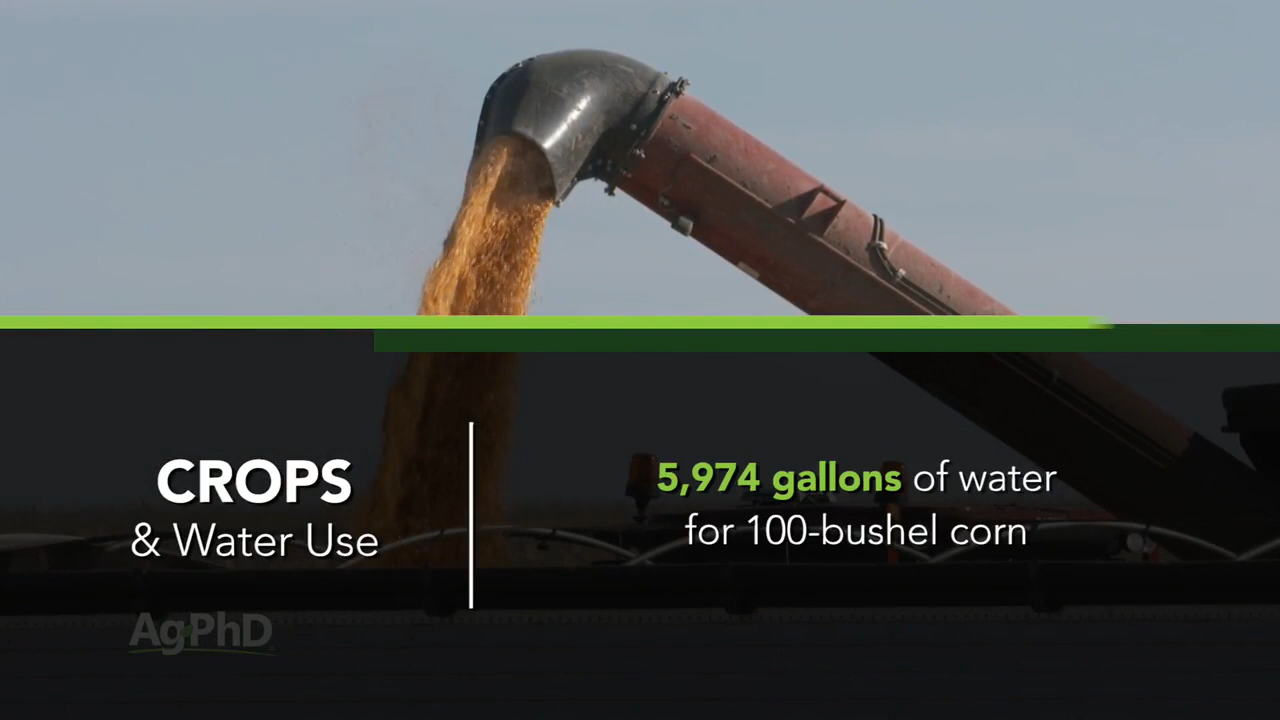 CROPS
& Water Use
5,974 gallons of water
for 100-bushel corn
AgPhD